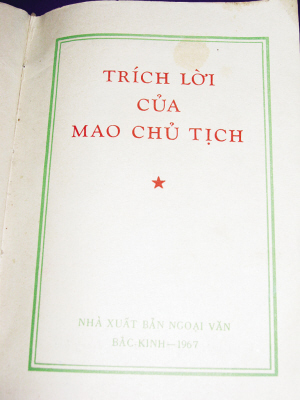 TRÍCH LỜI
CỦA
MAO CHỦ TỊCH
★
NHÀ XUẤT BẢN NGOẠI VĂN
BẮC-KINH—1967